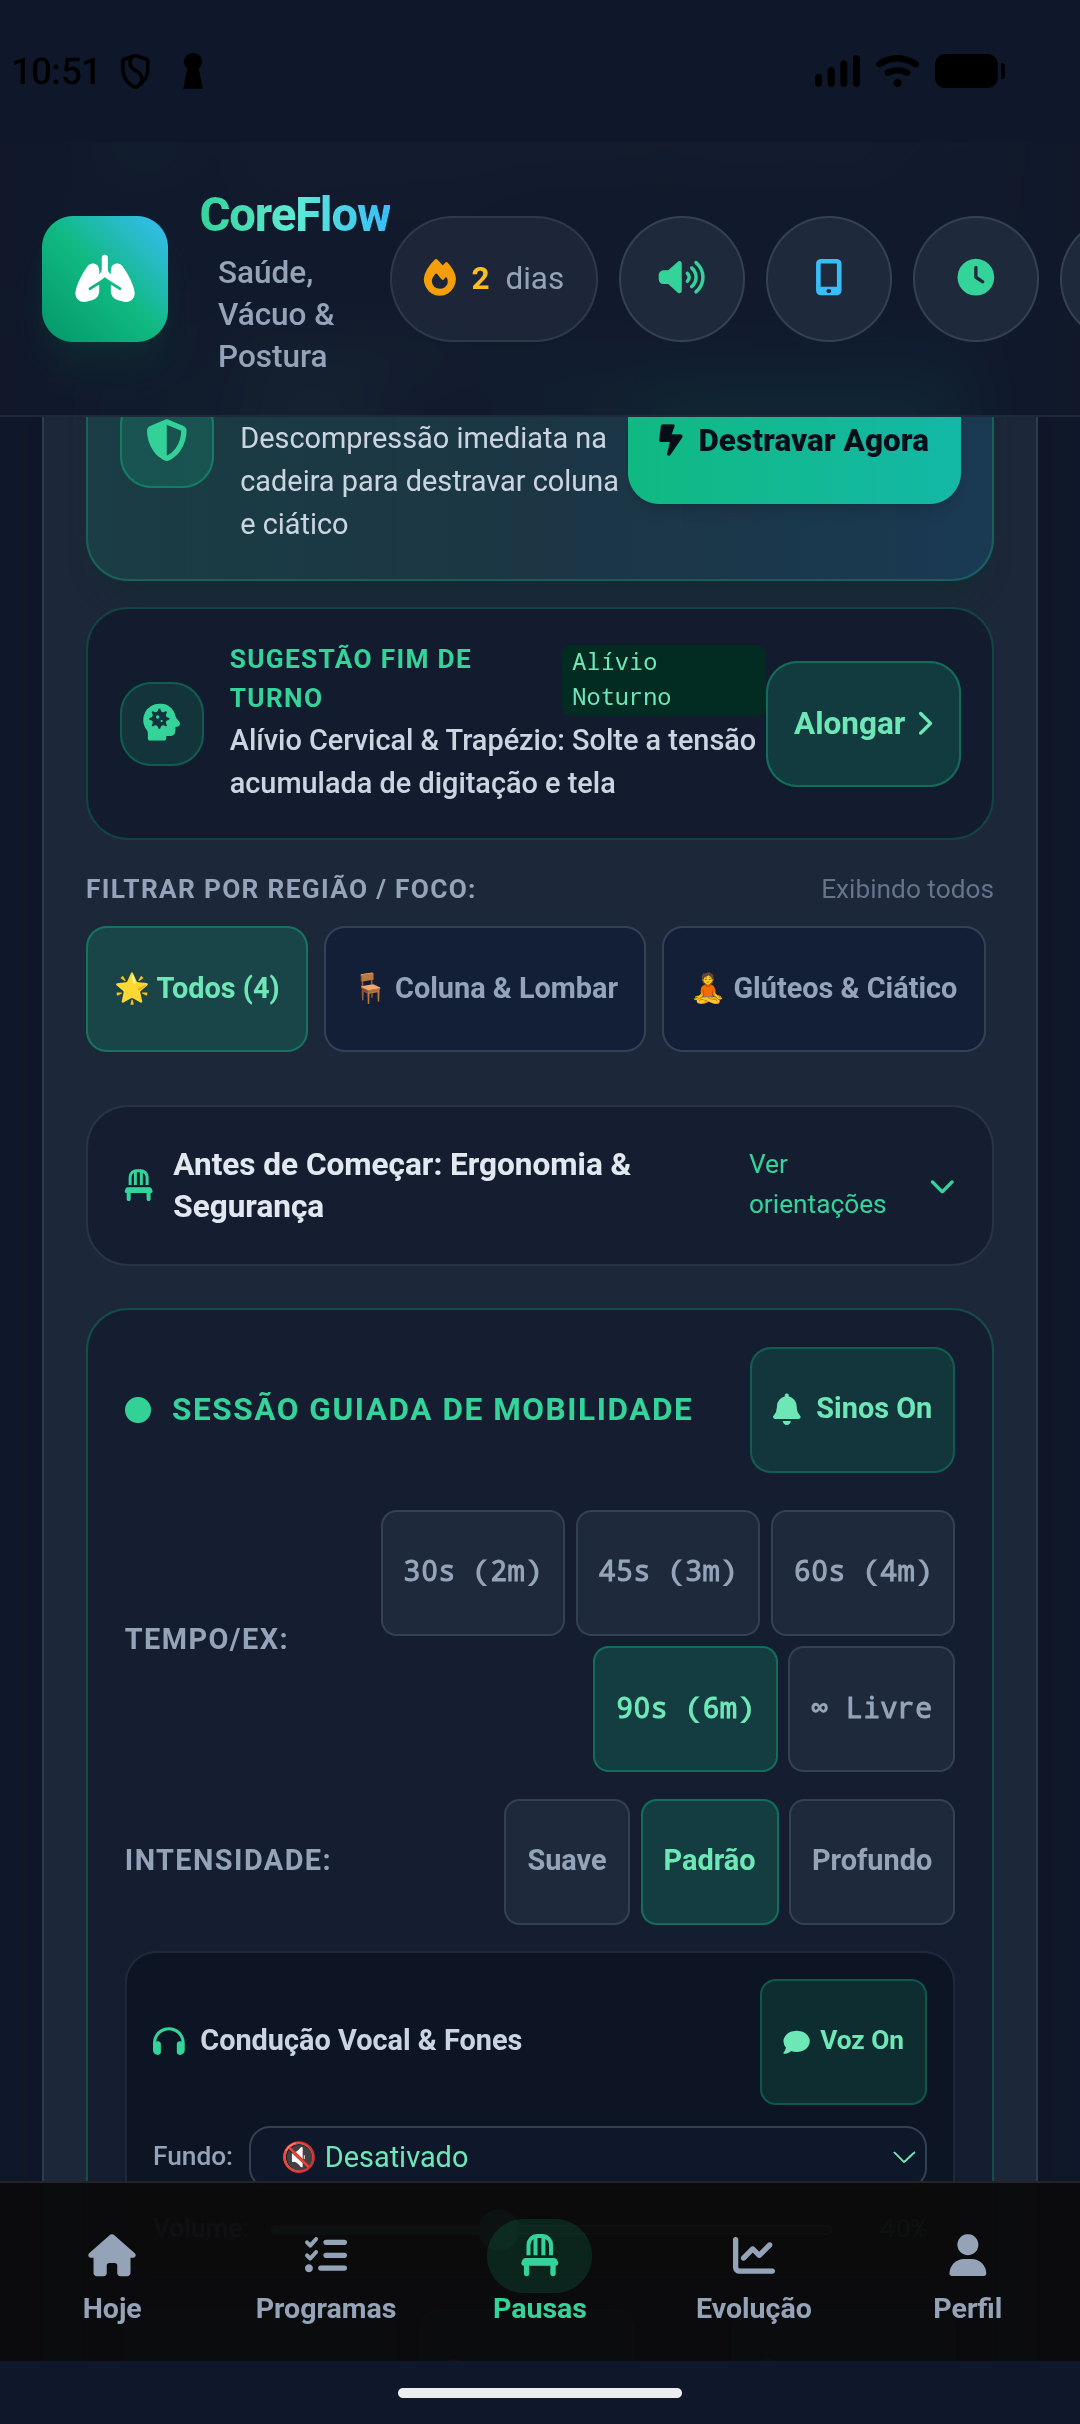 10:51
CoreFlow
Saúde,
Vácuo &
Postura
2 dias
Descompressão imediata na
cadeira para destravar coluna
e ciático
Destravar Agora
SUGESTÃO FIM DE
TURNO
Alívio
Noturno
Alívio Cervical & Trapézio: Solte a tensão
acumulada de digitação e tela
Alongar
FILTRAR POR REGIÃO / FOCO:
Exibindo todos
Todos (4)
Coluna & Lombar
Glúteos & Ciático
Antes de Começar: Ergonomia &
Segurança
Ver
orientações
SESSÃO GUIADA DE MOBILIDADE
Sinos On
TEMPO/EX:
30s (2m)
45s (3m)
60s (4m)
90s (6m)
∞ Livre
INTENSIDADE:
Suave
Padrão
Profundo
Condução Vocal & Fones
Voz On
Fundo:
Desativado
Volume:
40%
Hoje
Programas
Pausas
Evolução
Perfil